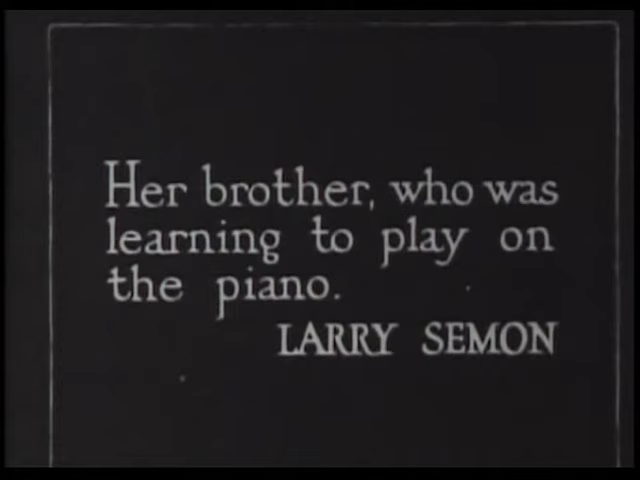 Her brother, who was
learning to play on
the piano.
LARRY SEMON